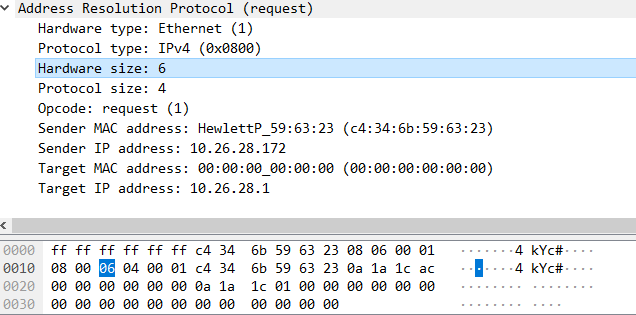 Address Resolution Protocol (request)
Hardware type: Ethernet (1)
Protocol type: IPv4 (0x0800)
Hardware size: 6
Protocol size: 4
Opcode: request (1)
Sender MAC address: HewlettP_59:63:23 (c4:34:6b:59:63:23)
Sender IP address: 10.26.28.172
Target MAC address: 00:00:00_00:00:00 (00:00:00:00:00:00)
Target IP address: 10.26.28.1
0000 ff ff ff ff ff ff c4 34 6b 59 63 23 08 06 00 01 ·······4 kYc#····
0010 08 00 06 04 00 01 c4 34 6b 59 63 23 0a 1a 1c ac ·······4 kYc#····
0020 00 00 00 00 00 00 0a 1a 1c 01 00 00 00 00 00 00 ········ ········
0030 00 00 00 00 00 00 00 00 00 00 00 00 ········ ····